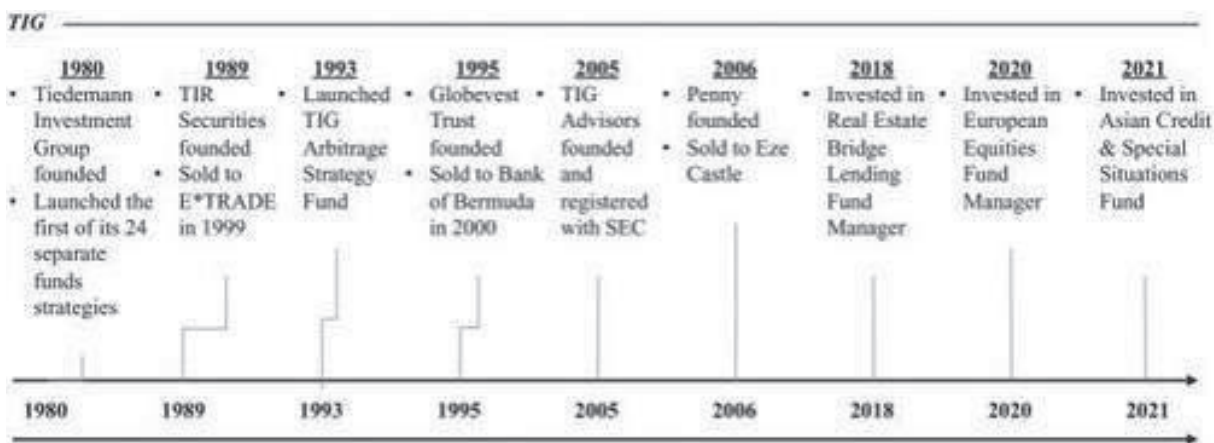 TIG
1980
• Tiedemann
Investment
Group
founded
• Launched the
first of its 24
separate
funds
strategies
1989
• TIR
Securities
founded
• Sold to
E*TRADE
in 1999
1993
• Launched
TIG
Arbitrage
Strategy
Fund
1995
• Globevest
Trust
founded
• Sold to Bank
of Bermuda
in 2000
2005
• TIG
Advisors
founded
and
registered
with SEC
2006
• Penny
founded
• Sold to Eze
Castle
2018
• Invested in
Real Estate
Bridge
Lending
Fund
Manager
2020
• Invested in
European
Equities
Fund
Manager
2021
• Invested in
Asian Credit
& Special
Situations
Fund
1980 1989 1993 1995 2005 2006 2018 2020 2021